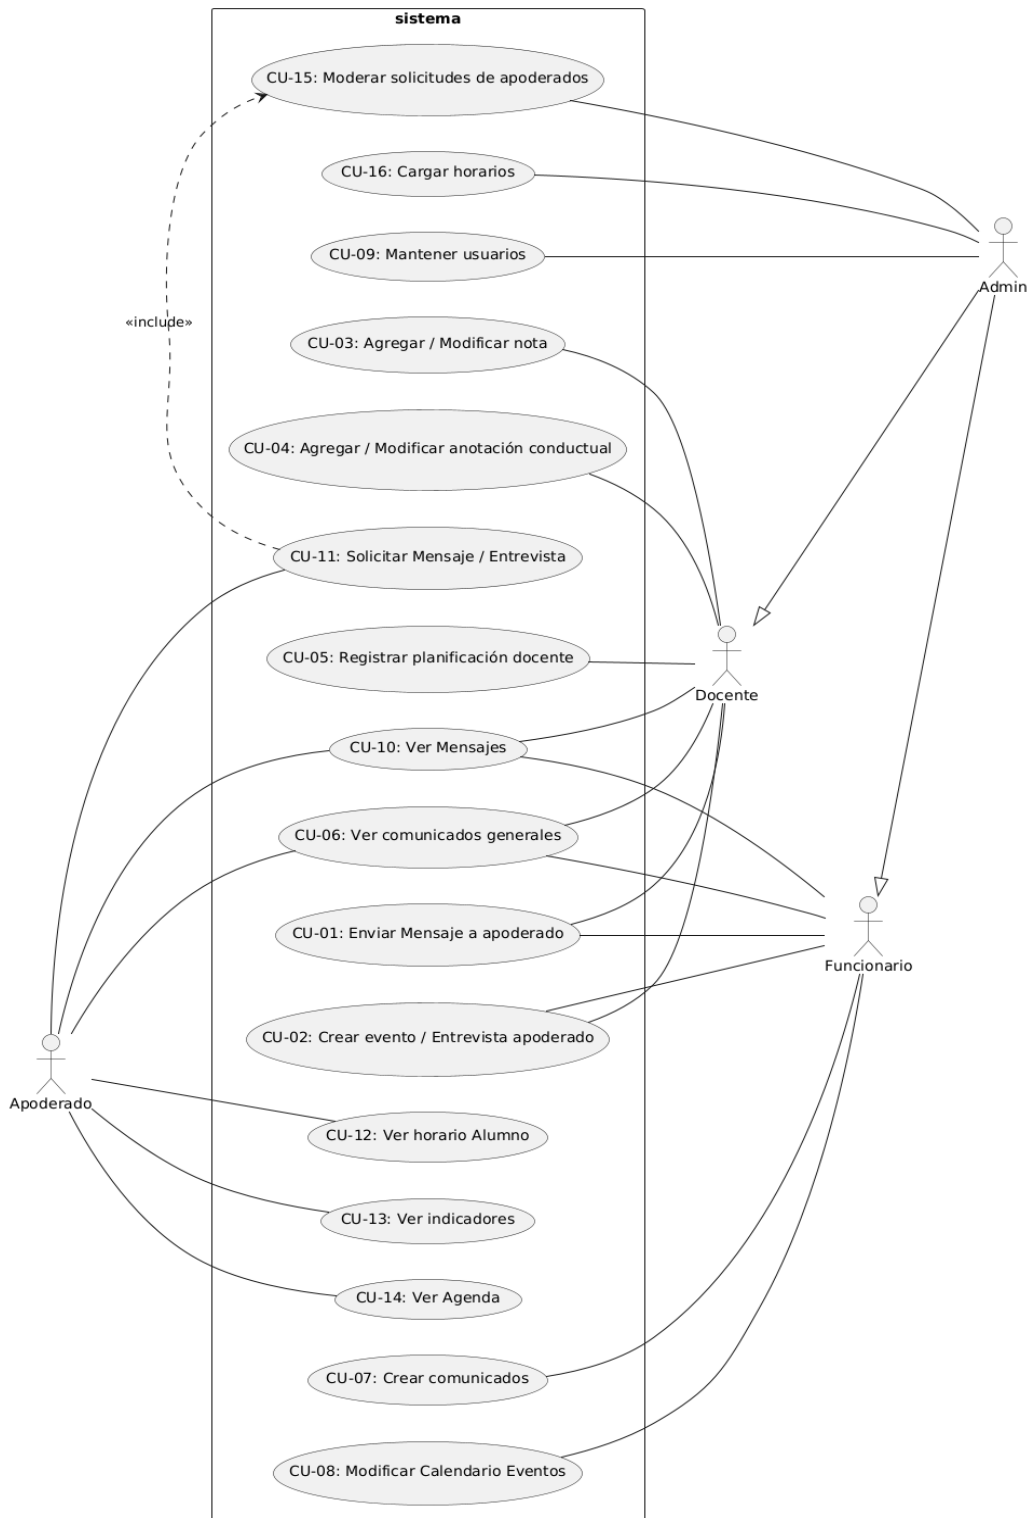 sistema
CU-15: Moderar solicitudes de apoderados
CU-16: Cargar horarios
CU-09: Mantener usuarios
Admin
«include»
CU-03: Agregar / Modificar nota
CU-04: Agregar / Modificar anotación conductual
CU-11: Solicitar Mensaje / Entrevista
CU-05: Registrar planificación docente
Docente
CU-10: Ver Mensajes
CU-06: Ver comunicados generales
CU-01: Enviar Mensaje a apoderado
Funcionario
CU-02: Crear evento / Entrevista apoderado
Apoderado
CU-12: Ver horario Alumno
CU-13: Ver indicadores
CU-14: Ver Agenda
CU-07: Crear comunicados
CU-08: Modificar Calendario Eventos